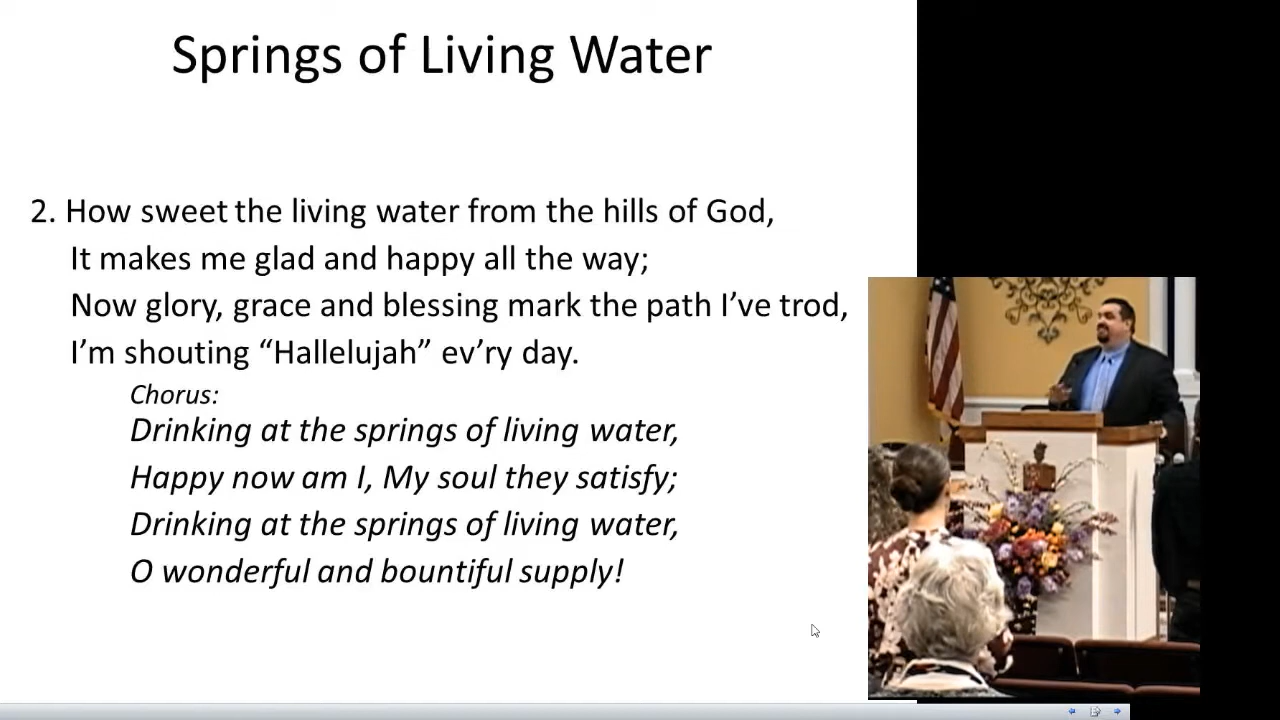 Springs of Living Water
2. How sweet the living water from the hills of God,
It makes me glad and happy all the way;
Now glory, grace and blessing mark the path I’ve trod,
I’m shouting “Hallelujah” ev’ry day.
Chorus:
Drinking at the springs of living water,
Happy now am I, My soul they satisfy;
Drinking at the springs of living water,
O wonderful and bountiful supply!